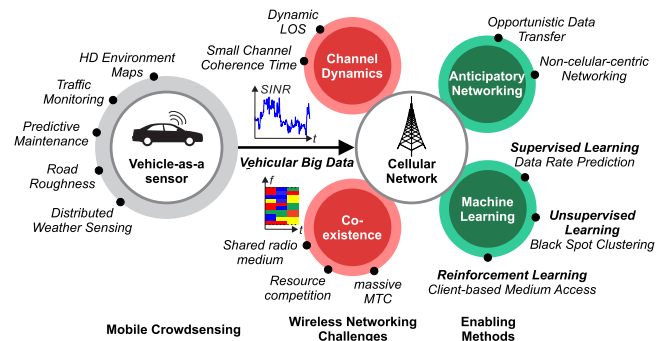 Dynamic
LOS
Small Channel
Coherence Time
Channel
Dynamics
Opportunistic Data
Transfer
Non-celular-centric
Networking
Anticipatory
Networking
HD Environment
Maps
Traffic
Monitoring
Predictive
Maintenance
Road
Roughness
Distributed
Weather Sensing
Vehicle-as-a
sensor
SINR
t
Vehicular Big Data
Cellular
Network
f
t
Co-
existence
Shared radio
medium
Resource
competition
massive
MTC
Machine
Learning
Supervised Learning
Data Rate Prediction
Unsupervised
Learning
Black Spot Clustering
Reinforcement Learning
Client-based Medium Access
Mobile Crowdsensing
Wireless Networking
Challenges
Enabling
Methods